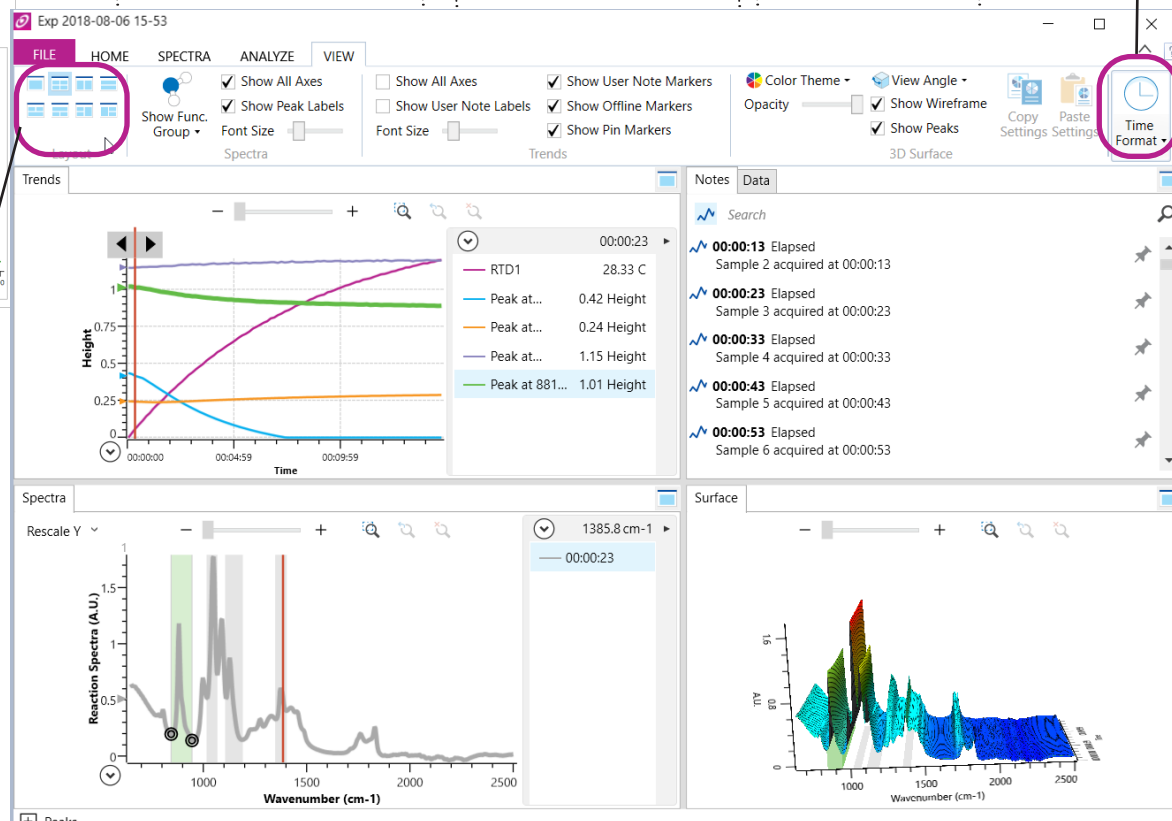 Exp 2018-08-06 15-53
FILE HOME SPECTRA ANALYZE VIEW
Show Func. Group
Show All Axes
Show Peak Labels
Font Size
Spectra
Show All Axes
Show User Note Labels
Font Size
Show User Note Markers
Show Offline Markers
Show Pin Markers
Trends
Color Theme
Opacity
View Angle
Show Wireframe
Show Peaks
3D Surface
Copy Settings
Paste Settings
Time Format
Layout
Trends
00:00:23
RTD1 28.33 C
Peak at... 0.42 Height
Peak at... 0.24 Height
Peak at... 1.15 Height
Peak at 881... 1.01 Height
Height
1
0.75
0.5
0.25
0
00:00:00 00:04:59 00:09:59
Time
Notes Data
Search
00:00:13 Elapsed
Sample 2 acquired at 00:00:13
00:00:23 Elapsed
Sample 3 acquired at 00:00:23
00:00:33 Elapsed
Sample 4 acquired at 00:00:33
00:00:43 Elapsed
Sample 5 acquired at 00:00:43
00:00:53 Elapsed
Sample 6 acquired at 00:00:53
Spectra
Rescale Y
1385.8 cm-1
00:00:23
Reaction Spectra (A.U.)
1
1.5
1
0.5
0
1000 1500 2000 2500
Wavenumber (cm-1)
Surface
1.6
0.8
0
A.U.
1000 1500 2000 2500
Wavenumber (cm-1)